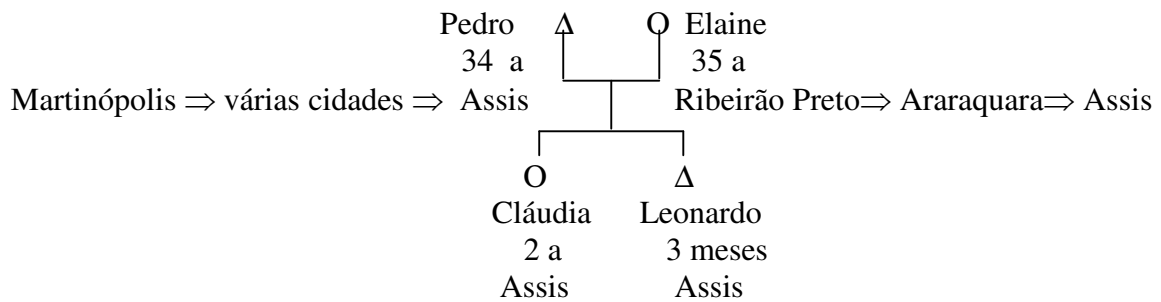 Pedro Δ O Elaine
34 a 35 a
Martinópolis ⇒ várias cidades ⇒ Assis Ribeirão Preto⇒ Araraquara⇒ Assis
O Δ
Cláudia Leonardo
2 a 3 meses
Assis Assis